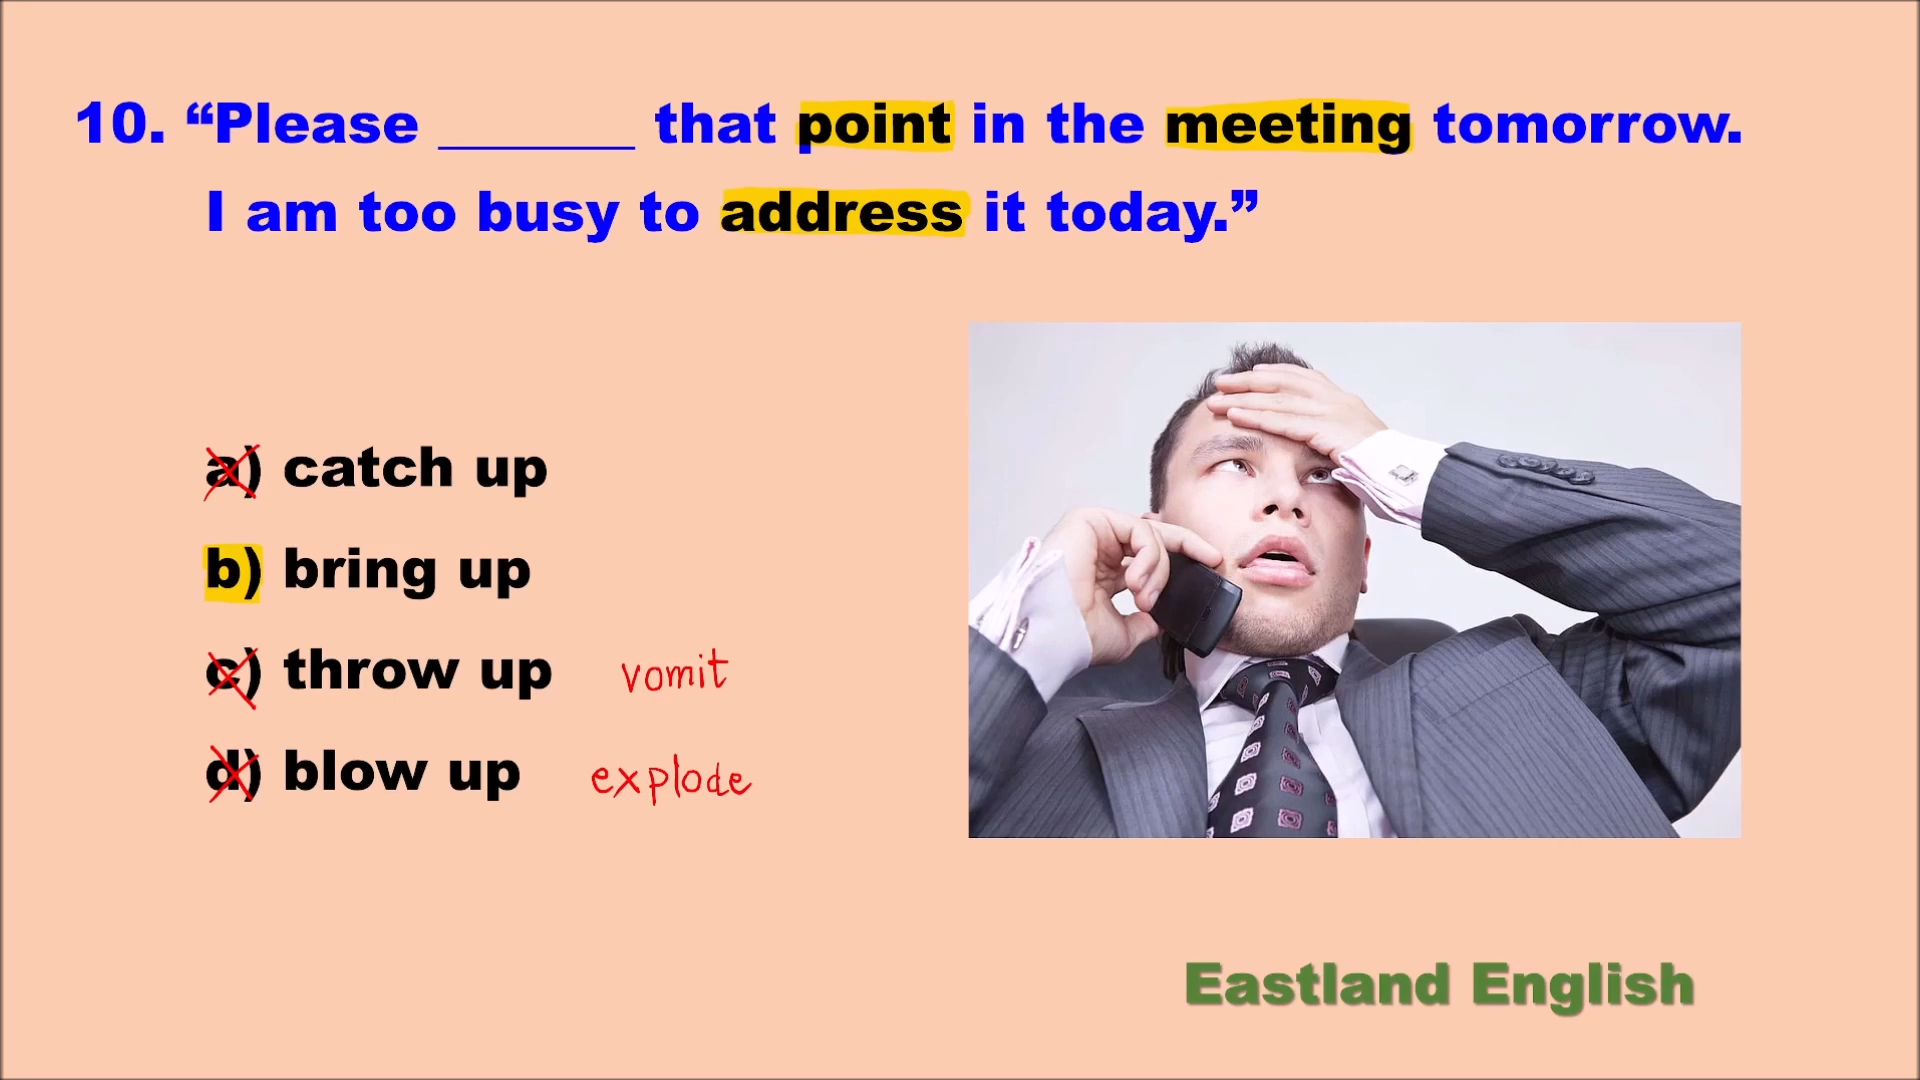 10. “Please _______ that point in the meeting tomorrow.
I am too busy to address it today.”
a) catch up
b) bring up
c) throw up vomit
d) blow up explode
Eastland English